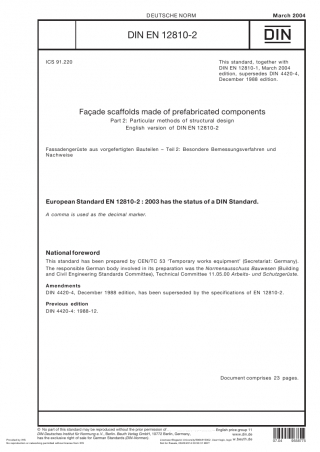 DEUTSCHE NORM
March 2004
DIN EN 12810-2
DIN
ICS 91.220
This standard, together with
DIN EN 12810-1, March 2004
edition, supersedes DIN 4420-4,
December 1988 edition.
Façade scaffolds made of prefabricated components
Part 2: Particular methods of structural design
English version of DIN EN 12810-2
Fassadengerüste aus vorgefertigten Bauteilen – Teil 2: Besondere Bemessungsverfahren und
Nachweise
European Standard EN 12810-2 : 2003 has the status of a DIN Standard.
A comma is used as the decimal marker.
National foreword
This standard has been prepared by CEN/TC 53 ‘Temporary works equipment’ (Secretariat: Germany).
The responsible German body involved in its preparation was the Normenausschuss Bauwesen (Building
and Civil Engineering Standards Committee), Technical Committee 11.05.00 Arbeits- und Schutzgerüste.
Amendments
DIN 4420-4, December 1988 edition, has been superseded by the specifications of EN 12810-2.
Previous edition
DIN 4420-4: 1988-12.
Document comprises 23 pages.
© No part of this standard may be reproduced without the prior permission of
DIN Deutsches Institut für Normung e.V., Berlin. Beuth Verlag GmbH, 10772 Berlin, Germany,
has the exclusive right of sale for German Standards (DIN-Normen).
English price group 11
www.din.de
www.beuth.de